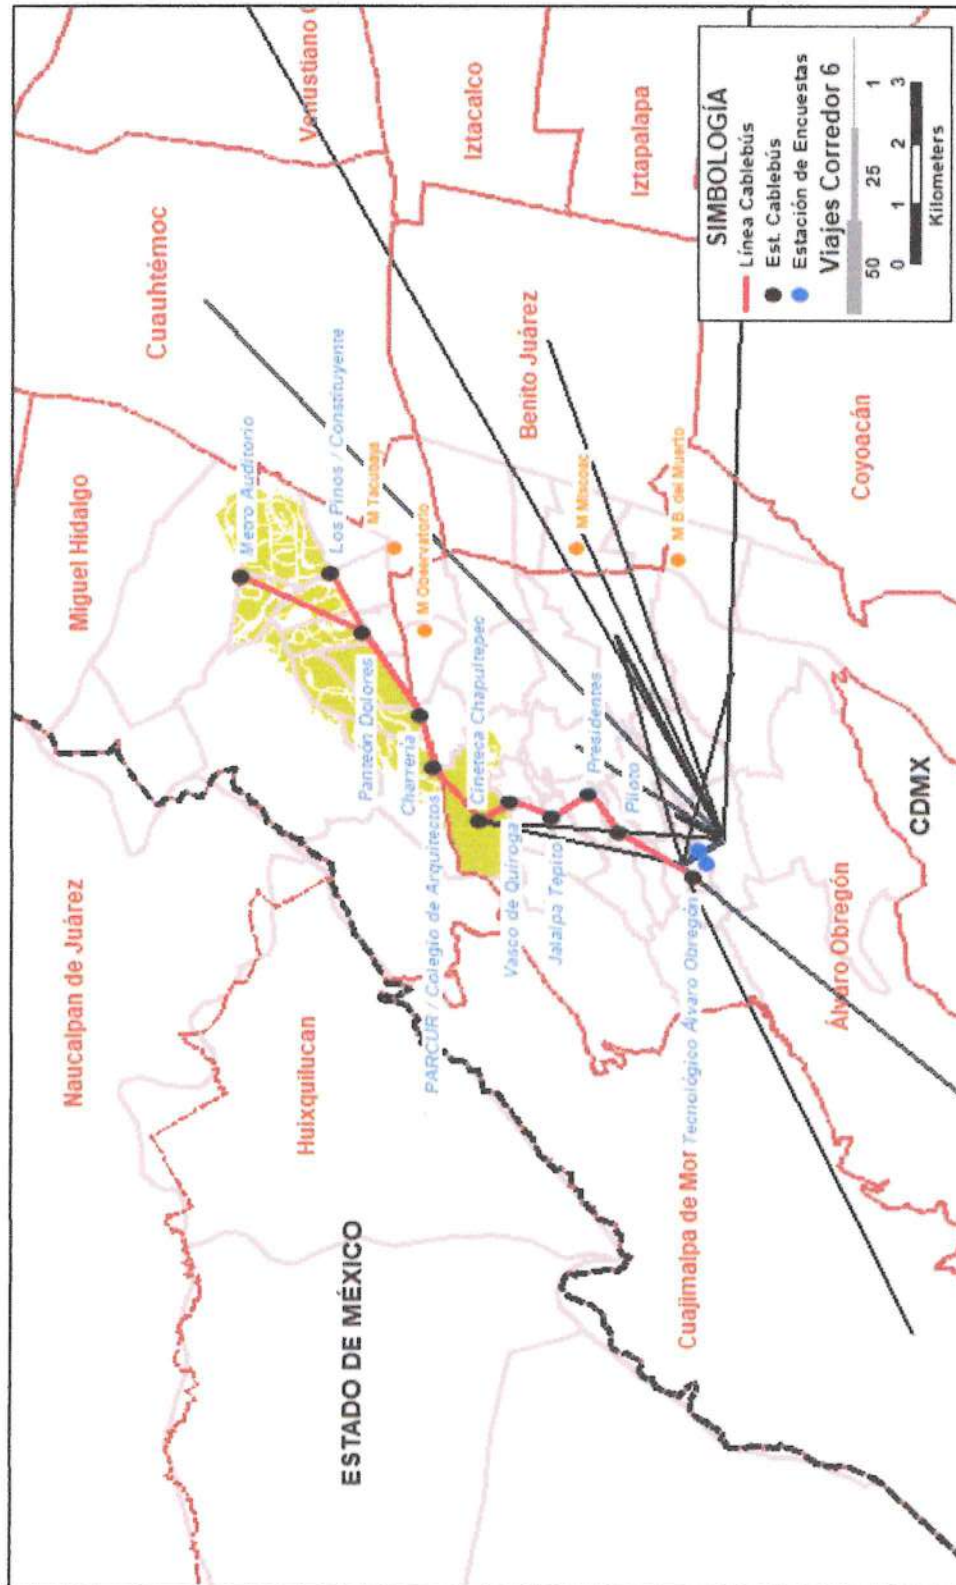 Naucalpan de Juárez
Miguel Hidalgo
Cuauhtémoc
Venustiano C
Metro Auditorio
Los Pinos / Constituyente
Panteón Dolores
M Tacubaya
M Observatorio
Charrería
PARCUR / Colegio de Arquitectos
Cineteca Chapultepec
Huixquilucan
Iztacalco
Vasco de Quiroga
Jalalpa Tepito
Presidentes
Piloto
M Mixcoac
Benito Juárez
Iztapalapa
ESTADO DE MÉXICO
M B. del Muerto
Cuajimalpa de Mor
Tecnológico Álvaro Obregón
Álvaro Obregón
Coyoacán
CDMX
SIMBOLOGÍA
Línea Cablebús
Est. Cablebús
Estación de Encuestas
Viajes Corredor 6
50 25 1
0 1 2 3
Kilometers